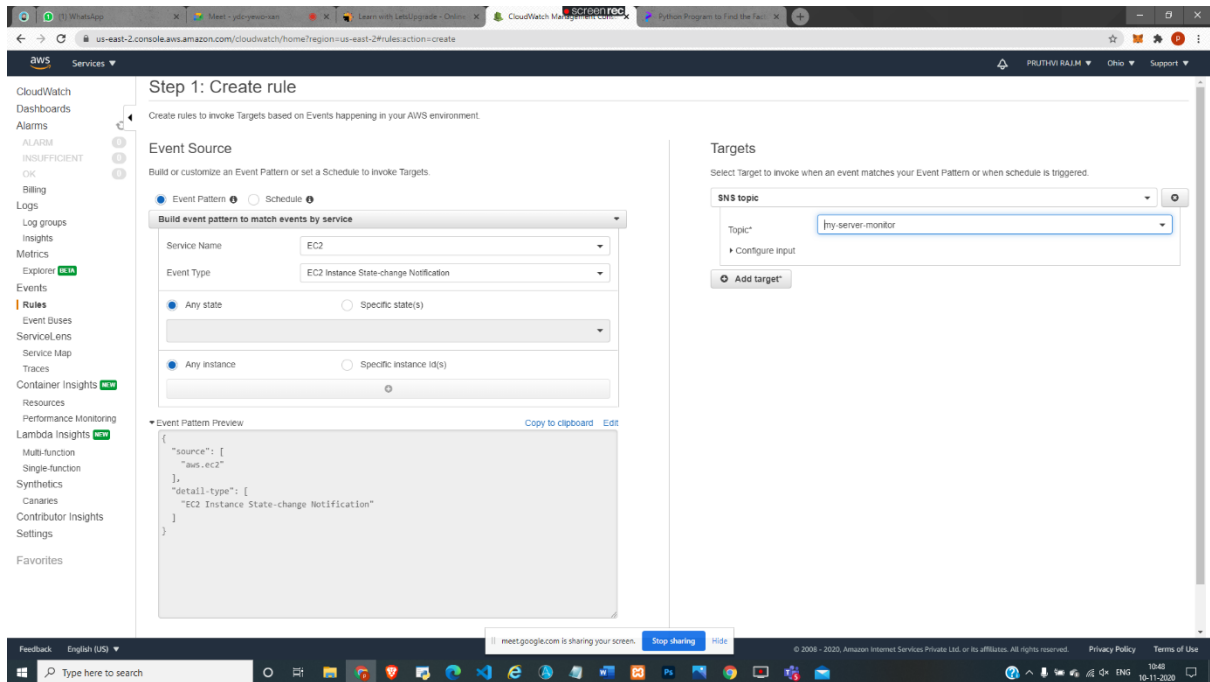 (1) WhatsApp
Meet - ydo-yewo
Learn with LetsUpgrade - Online
CloudWatch Man
screenrec
Python Program to Find the Fac
us-east-2.console.aws.amazon.com/cloudwatch/home?region=us-east-2#rules:action=create
P
aws
Services
PRUTHVI RAJ.M
Ohio
Support
CloudWatch
Dashboards
Alarms
ALARM 0
INSUFFICIENT 0
OK 0
Billing
Logs
Log groups
Insights
Metrics
Explorer BETA
Events
Rules
Event Buses
ServiceLens
Service Map
Traces
Container Insights NEW
Resources
Performance Monitoring
Lambda Insights NEW
Multi-function
Single-function
Synthetics
Canaries
Contributor Insights
Settings
Favorites
Step 1: Create rule
Create rules to invoke Targets based on Events happening in your AWS environment.
Event Source
Build or customize an Event Pattern or set a Schedule to invoke Targets.
Event Pattern Schedule
Build event pattern to match events by service
Service Name EC2
Event Type EC2 Instance State-change Notification
Any state Specific state(s)
Any instance Specific instance Id(s)
Event Pattern Preview Copy to clipboard Edit
{
"source": [
"aws.ec2"
],
"detail-type": [
"EC2 Instance State-change Notification"
]
}
Targets
Select Target to invoke when an event matches your Event Pattern or when schedule is triggered.
SNS topic
Topic* my-server-monitor
Configure input
Add target*
meet.google.com is sharing your screen. Stop sharing Hide
Feedback English (US)
© 2008 - 2020, Amazon Internet Services Private Ltd. or its affiliates. All rights reserved. Privacy Policy Terms of Use
Type here to search
Ps
ENG
10:48
10-11-2020